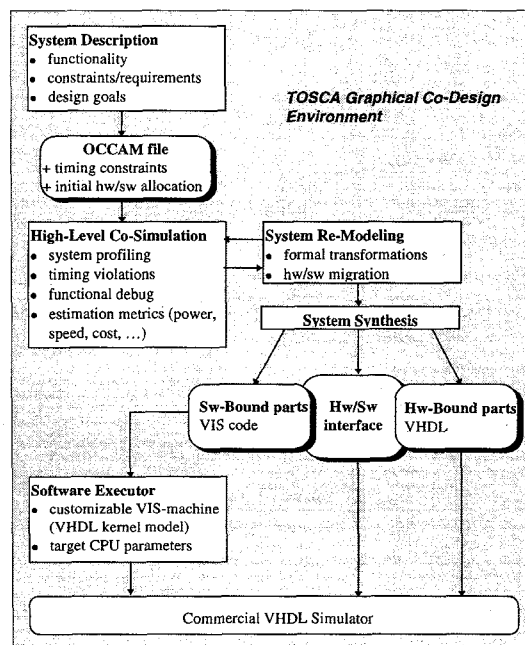 System Description
• functionality
• constraints/requirements
• design goals
TOSCA Graphical Co-Design
Environment
OCCAM file
+ timing constraints
+ initial hw/sw allocation
High-Level Co-Simulation
• system profiling
• timing violations
• functional debug
• estimation metrics (power,
speed, cost, ...)
System Re-Modeling
• formal transformations
• hw/sw migration
System Synthesis
Sw-Bound parts
VIS code
Hw/Sw
interface
Hw-Bound parts
VHDL
Software Executor
• customizable VIS-machine
(VHDL kernel model)
• target CPU parameters
Commercial VHDL Simulator